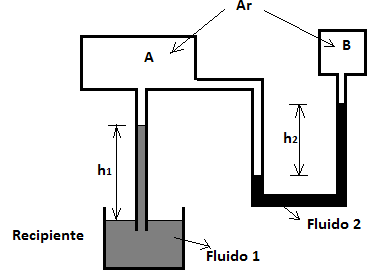 Ar
A
B
h1
h2
Fluido 2
Recipiente
Fluido 1